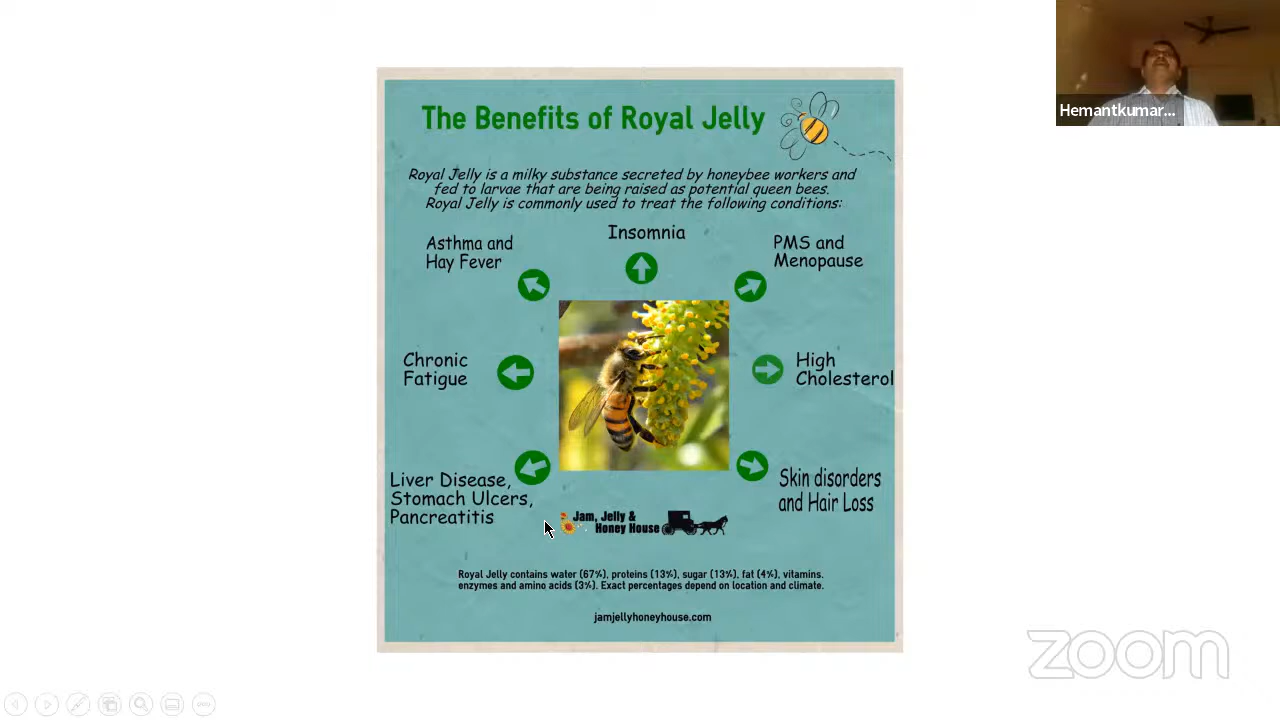 The Benefits of Royal Jelly
Royal Jelly is a milky substance secreted by honeybee workers and
fed to larvae that are being raised as potential queen bees.
Royal Jelly is commonly used to treat the following conditions:
Insomnia
Asthma and
Hay Fever
PMS and
Menopause
Chronic
Fatigue
High
Cholesterol
Liver Disease,
Stomach Ulcers,
Pancreatitis
Skin disorders
and Hair Loss
Jam, Jelly &
Honey House
Royal Jelly contains water (67%), proteins (13%), sugar (13%), fat (4%), vitamins.
enzymes and amino acids (3%). Exact percentages depend on location and climate.
jamjellyhoneyhouse.com
Hemantkumar...
zoom